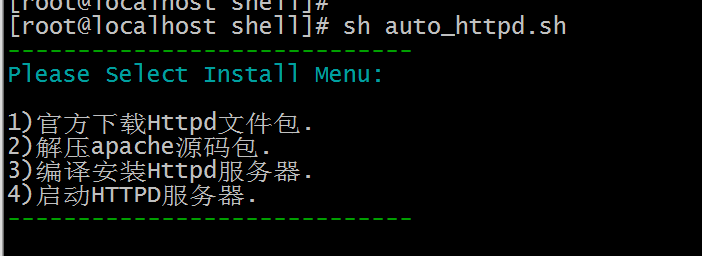 [root@localhost shell]#
[root@localhost shell]# sh auto_httpd.sh
------------------------------
Please Select Install Menu:
1)官方下载Httpd文件包.
2)解压apache源码包.
3)编译安装Httpd服务器.
4)启动HTTPD服务器.
------------------------------